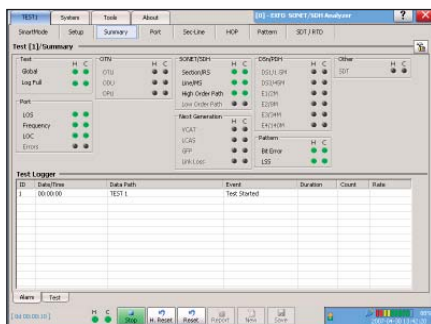 TEST1 System Tools About [1] - EXFO SONET/SDH Analyzer ? X
SmartMode Setup Summary Port Sec-Line HOP Pattern SDT / RTD
Test [1]/Summary
Test H C
Global
Log Full
Port
LOS
Frequency
LOC
Errors
OTN H C
OTU
ODU
OPU
SONET/SDH H C
Section/RS
Line/MS
High Order Path
Low Order Path
Next Generation H C
VCAT
LCAS
GFP
Link Loss
DSn/PDH H C
DS1/1.5M
DS3/45M
E1/2M
E2/8M
E3/34M
E4/140M
Pattern H C
Bit Error
LSS
Other H C
SDT
Test Logger
ID Date/Time Data Path Event Duration Count Rate
1 00:00:00 TEST 1 Test Started
Alarm Test
H C
Stop H. Reset Reset Report New Save